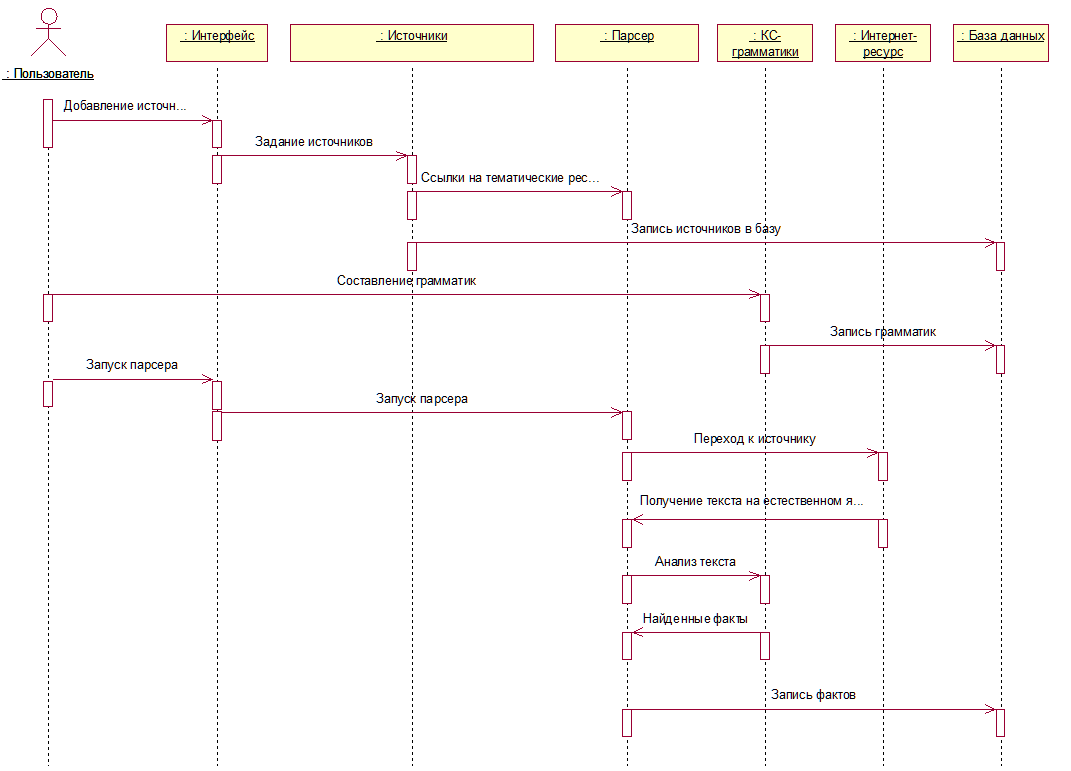 : Пользователь
: Интерфейс
: Источники
: Парсер
: КС-
грамматики
: Интернет-
ресурс
: База данных
Добавление источн...
Задание источников
Ссылки на тематические рес...
Запись источников в базу
Составление грамматик
Запись грамматик
Запуск парсера
Запуск парсера
Переход к источнику
Получение текста на естественном я...
Анализ текста
Найденные факты
Запись фактов